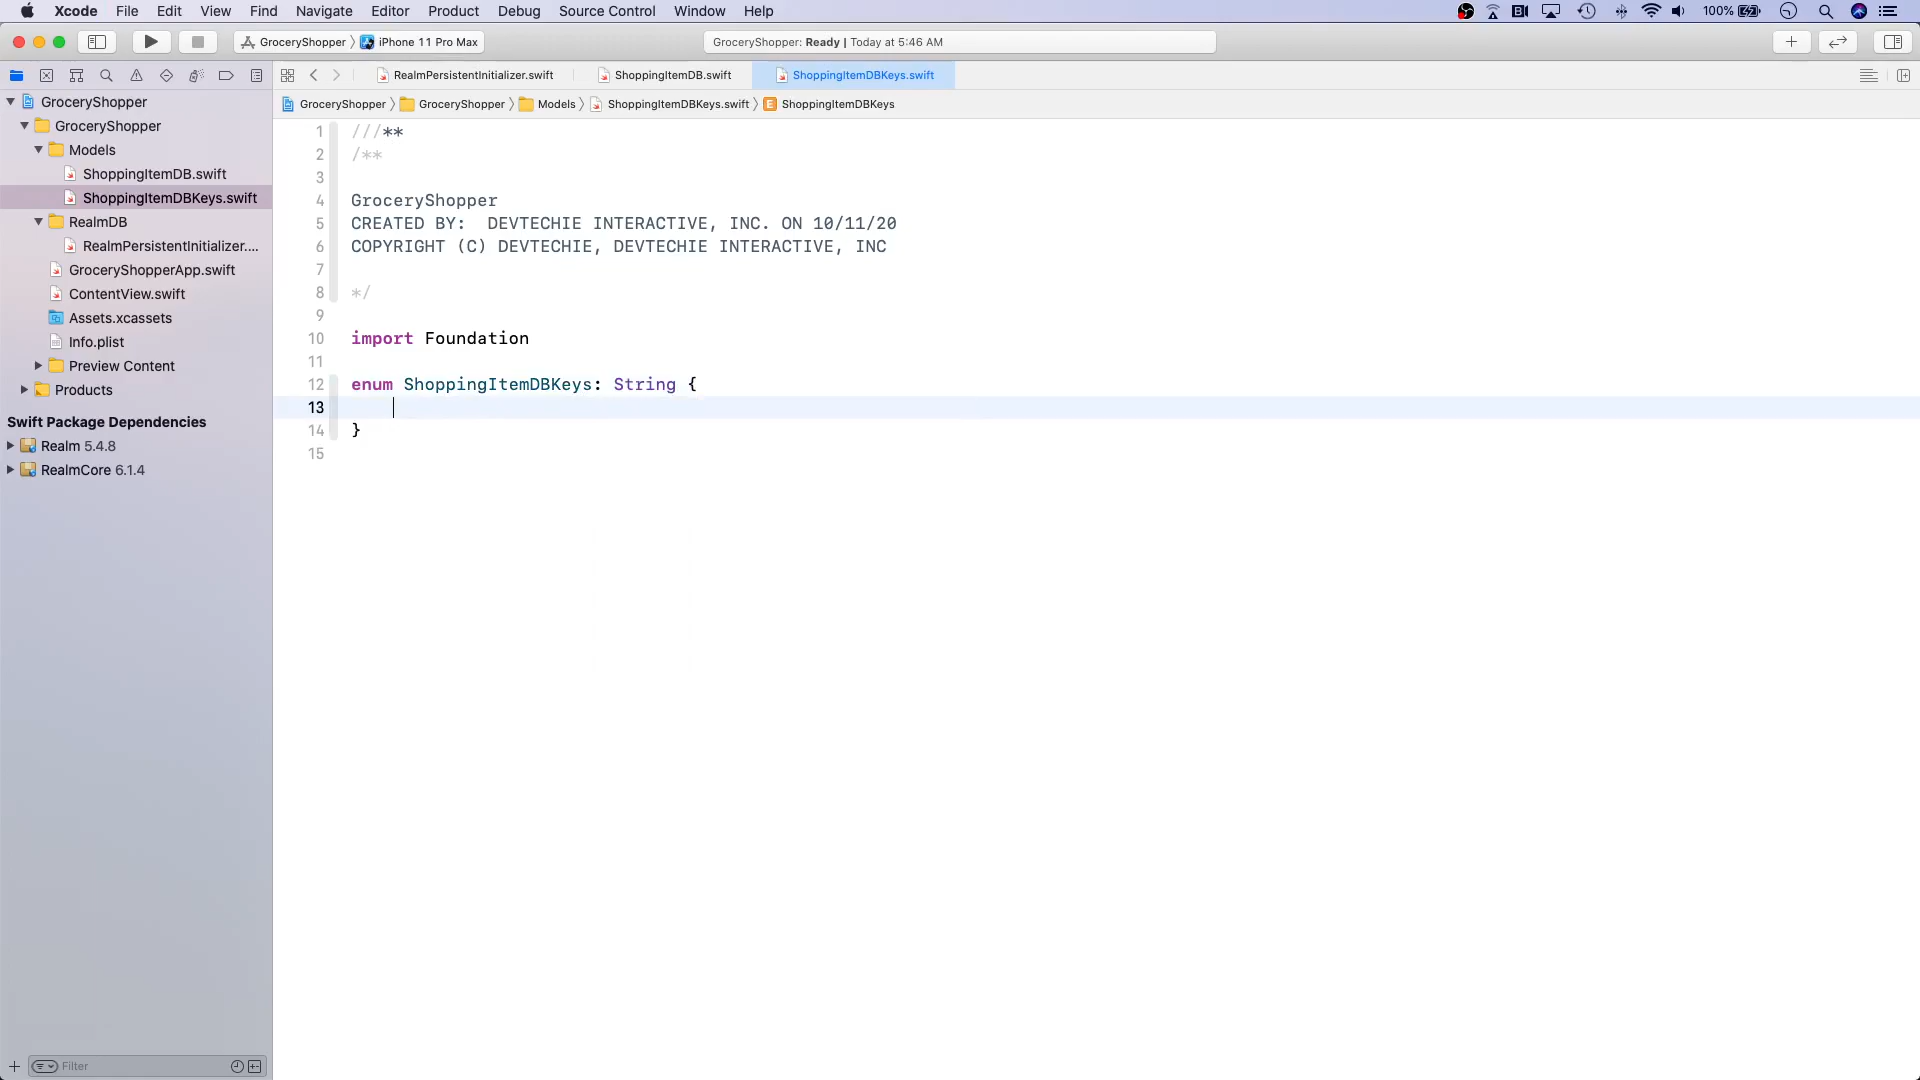 Xcode File Edit View Find Navigate Editor Product Debug Source Control Window Help 100%
GroceryShopper 〉 iPhone 11 Pro Max GroceryShopper: Ready | Today at 5:46 AM
RealmPersistentInitializer.swift ShoppingItemDB.swift ShoppingItemDBKeys.swift
GroceryShopper 〉 GroceryShopper 〉 Models 〉 ShoppingItemDBKeys.swift 〉 E ShoppingItemDBKeys
GroceryShopper
GroceryShopper
Models
ShoppingItemDB.swift
ShoppingItemDBKeys.swift
RealmDB
RealmPersistentInitializer....
GroceryShopperApp.swift
ContentView.swift
Assets.xcassets
Info.plist
Preview Content
Products
Swift Package Dependencies
Realm 5.4.8
RealmCore 6.1.4
Filter
1 ///**
2 /**
3
4 GroceryShopper
5 CREATED BY:  DEVTECHIE INTERACTIVE, INC. ON 10/11/20
6 COPYRIGHT (C) DEVTECHIE, DEVTECHIE INTERACTIVE, INC
7
8 */
9
10 import Foundation
11
12 enum ShoppingItemDBKeys: String {
13
14 }
15